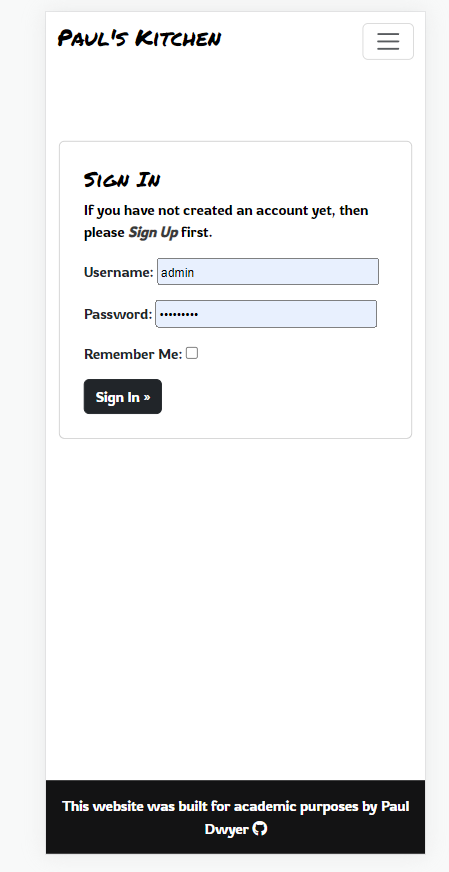 Paul's Kitchen
Sign In
If you have not created an account yet, then
please Sign Up first.
Username: admin
Password: •••••••••
Remember Me:
Sign In »
This website was built for academic purposes by Paul
Dwyer